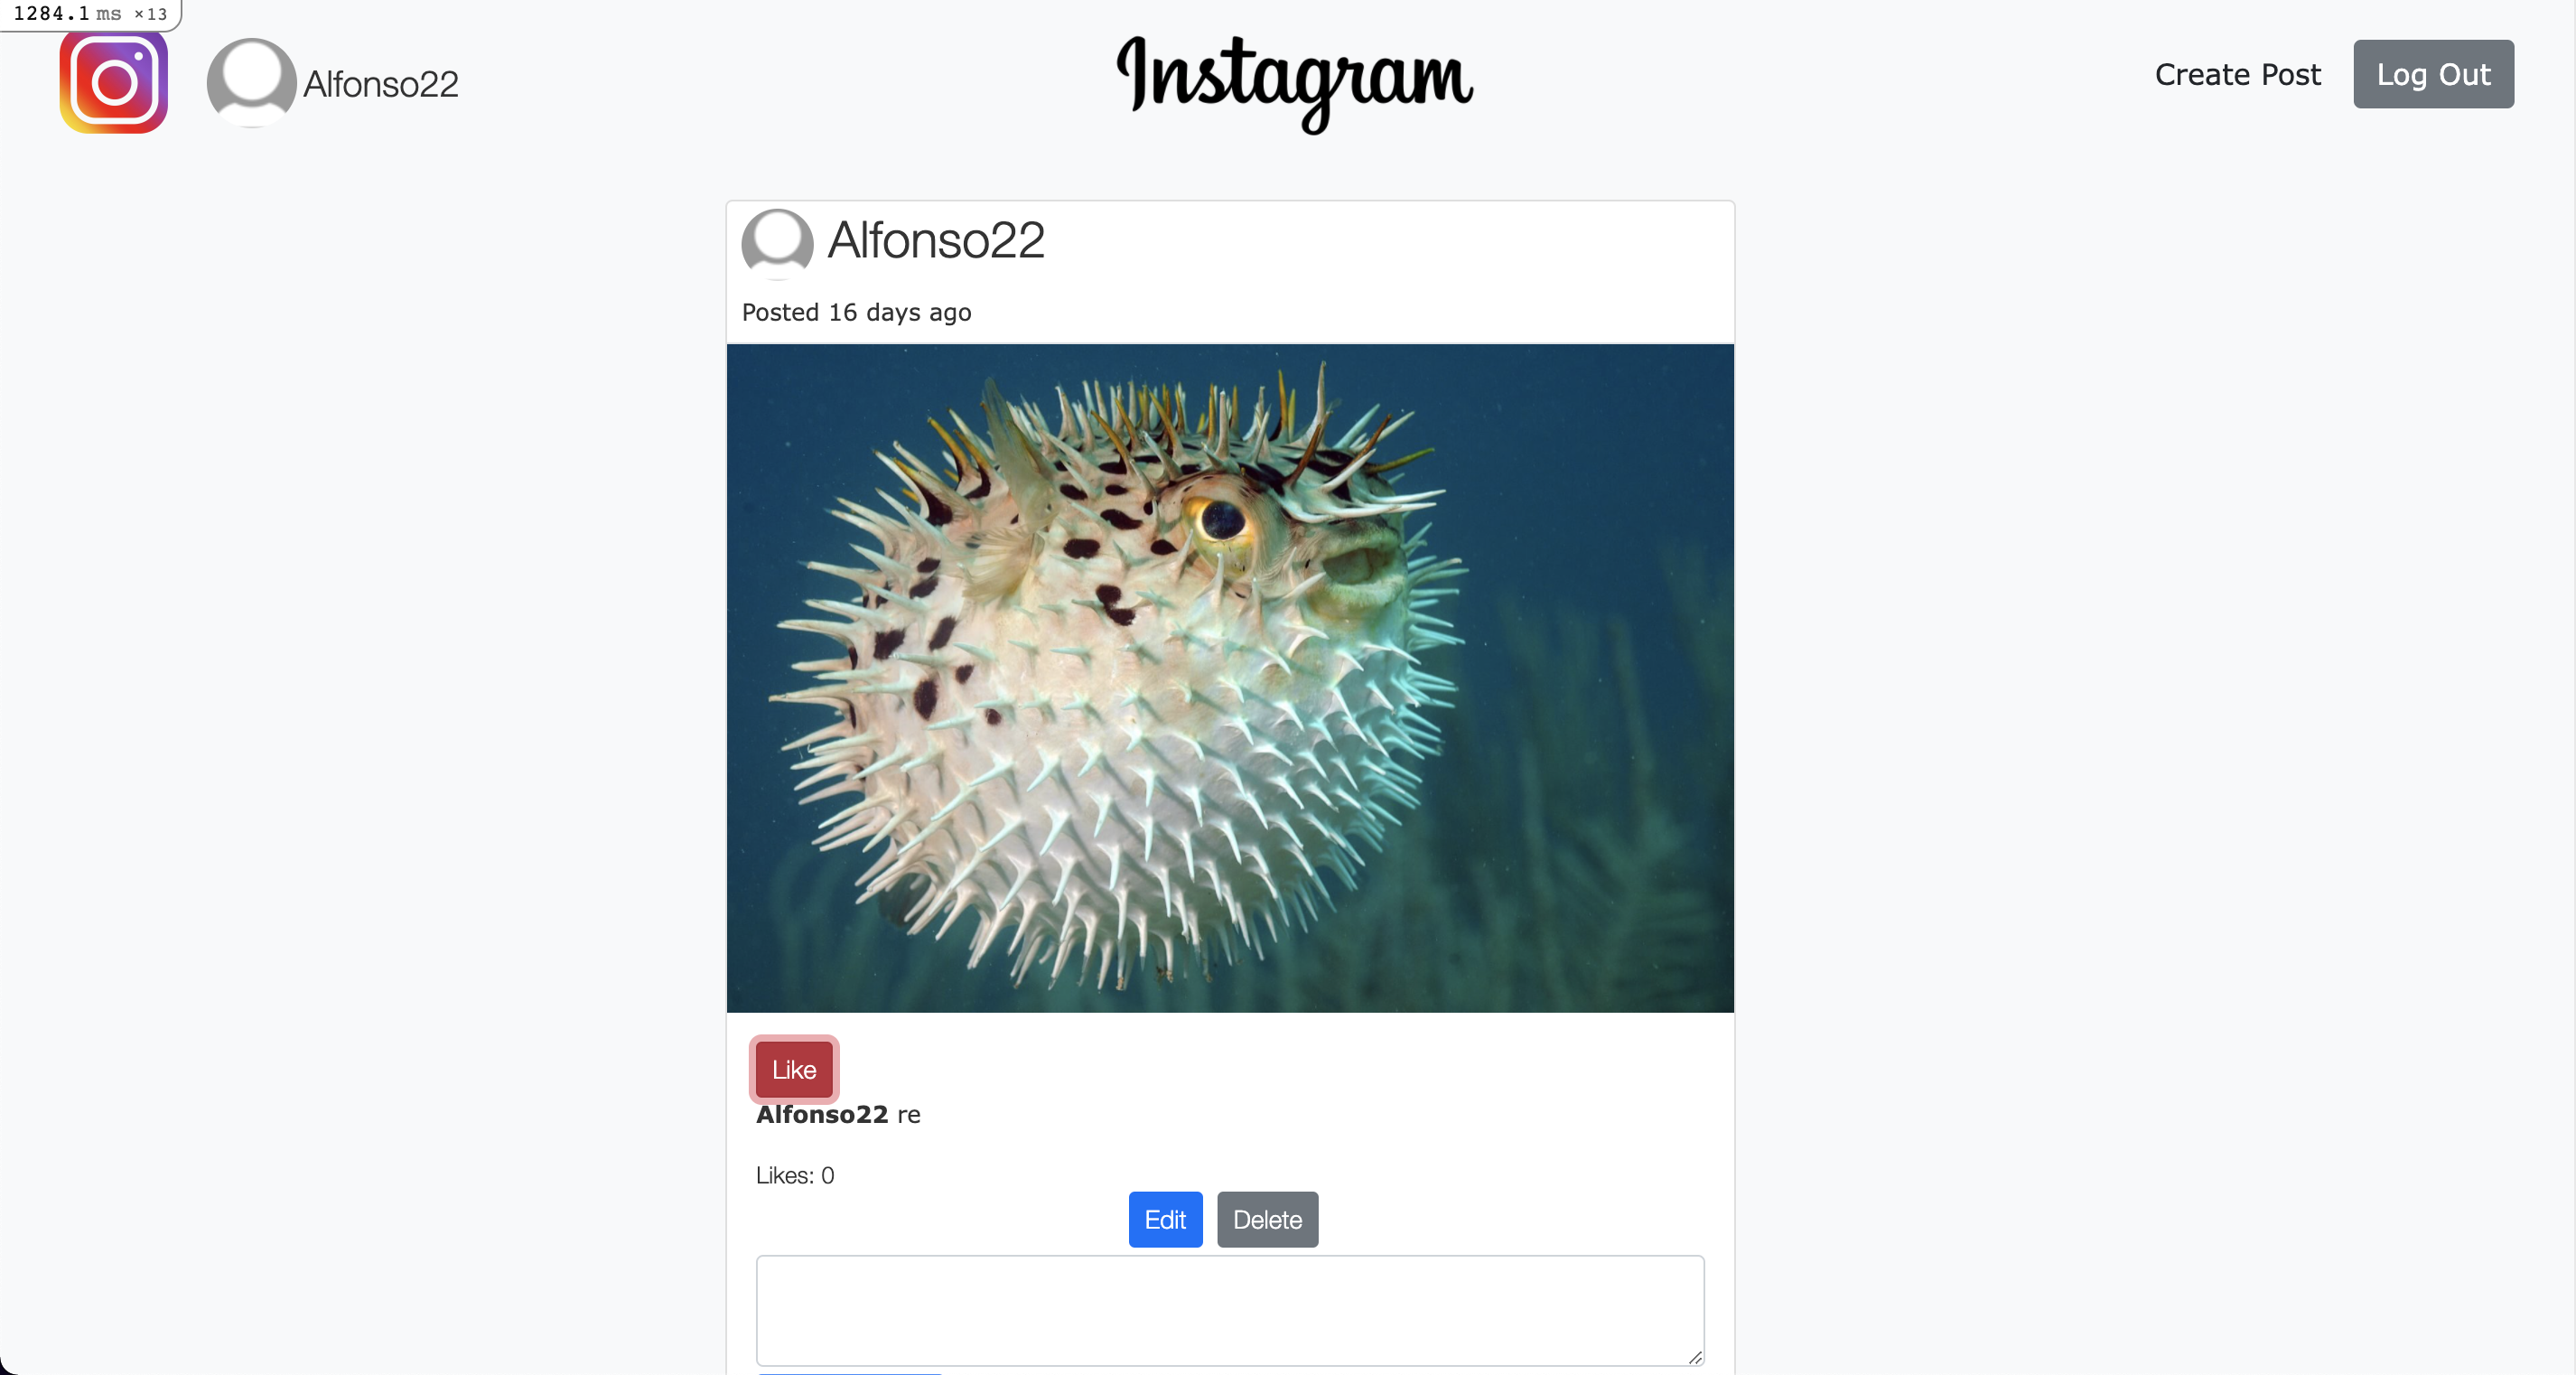 1284.1 ms ×13
Alfonso22
Instagram
Create Post
Log Out
Alfonso22
Posted 16 days ago
Like
Alfonso22 re
Likes: 0
Edit Delete